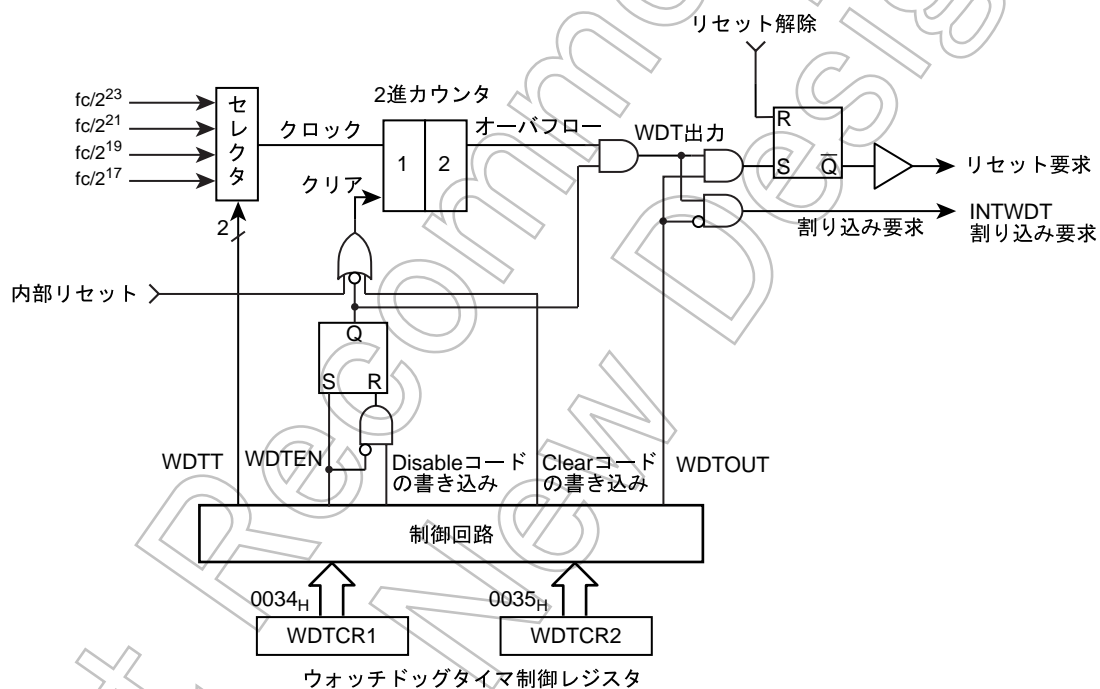 リセット解除
fc/2²³
fc/2²¹
fc/2¹⁹
fc/2¹⁷
セレクタ
クロック
2進カウンタ
1 2
オーバフロー
クリア
WDT出力
R
S Q̅
リセット要求
割り込み要求
INTWDT
割り込み要求
2
内部リセット
Q
S R
WDTT
WDTEN
Disableコード
の書き込み
Clearコード
の書き込み
WDTOUT
制御回路
0034H
0035H
WDTCR1
WDTCR2
ウォッチドッグタイマ制御レジスタ
Not Recommended
New Design